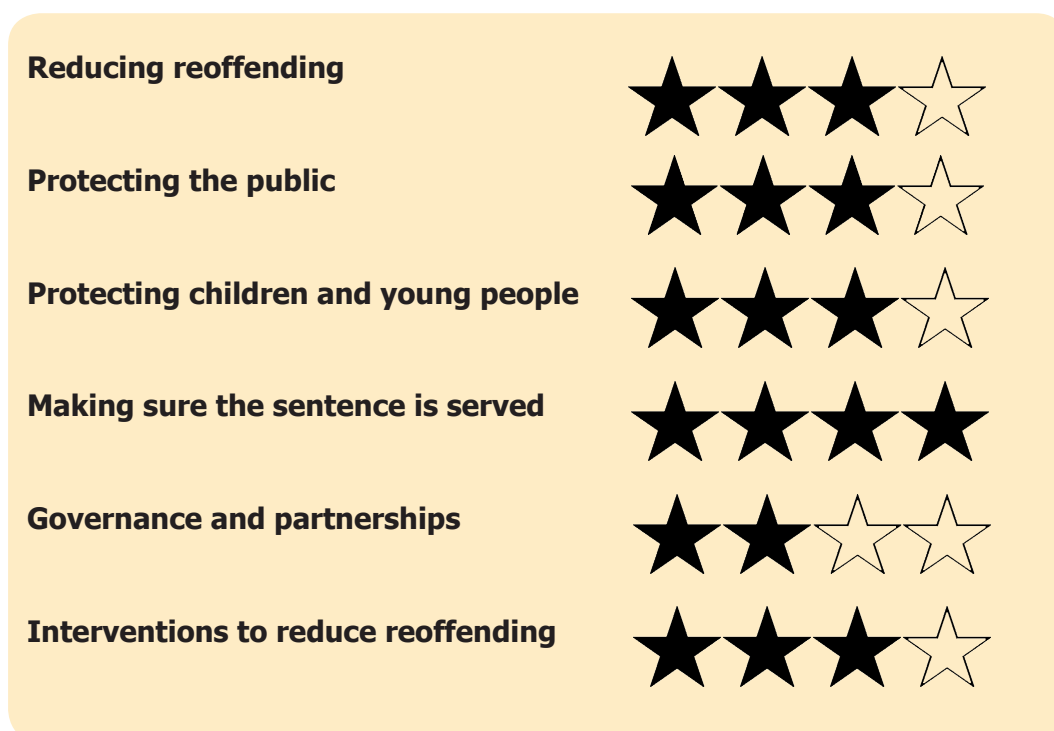 Reducing reoffending
Protecting the public
Protecting children and young people
Making sure the sentence is served
Governance and partnerships
Interventions to reduce reoffending